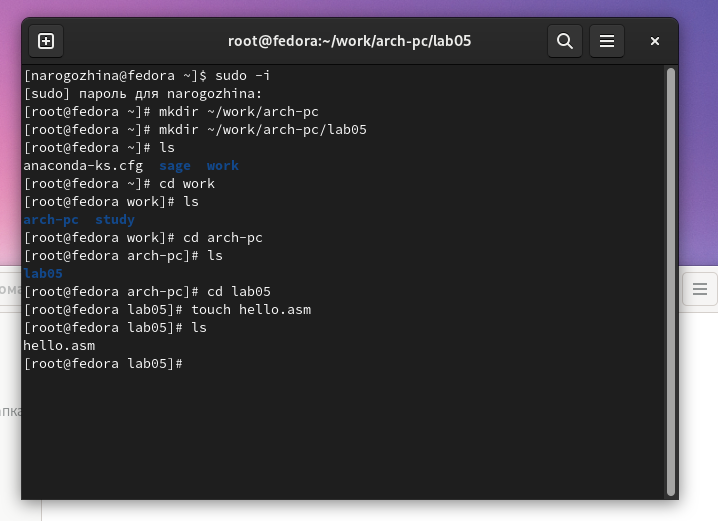 root@fedora:~/work/arch-pc/lab05
[narogozhina@fedora ~]$ sudo -i
[sudo] пароль для narogozhina:
[root@fedora ~]# mkdir ~/work/arch-pc
[root@fedora ~]# mkdir ~/work/arch-pc/lab05
[root@fedora ~]# ls
anaconda-ks.cfg  sage  work
[root@fedora ~]# cd work
[root@fedora work]# ls
arch-pc  study
[root@fedora work]# cd arch-pc
[root@fedora arch-pc]# ls
lab05
[root@fedora arch-pc]# cd lab05
[root@fedora lab05]# touch hello.asm
[root@fedora lab05]# ls
hello.asm
[root@fedora lab05]#